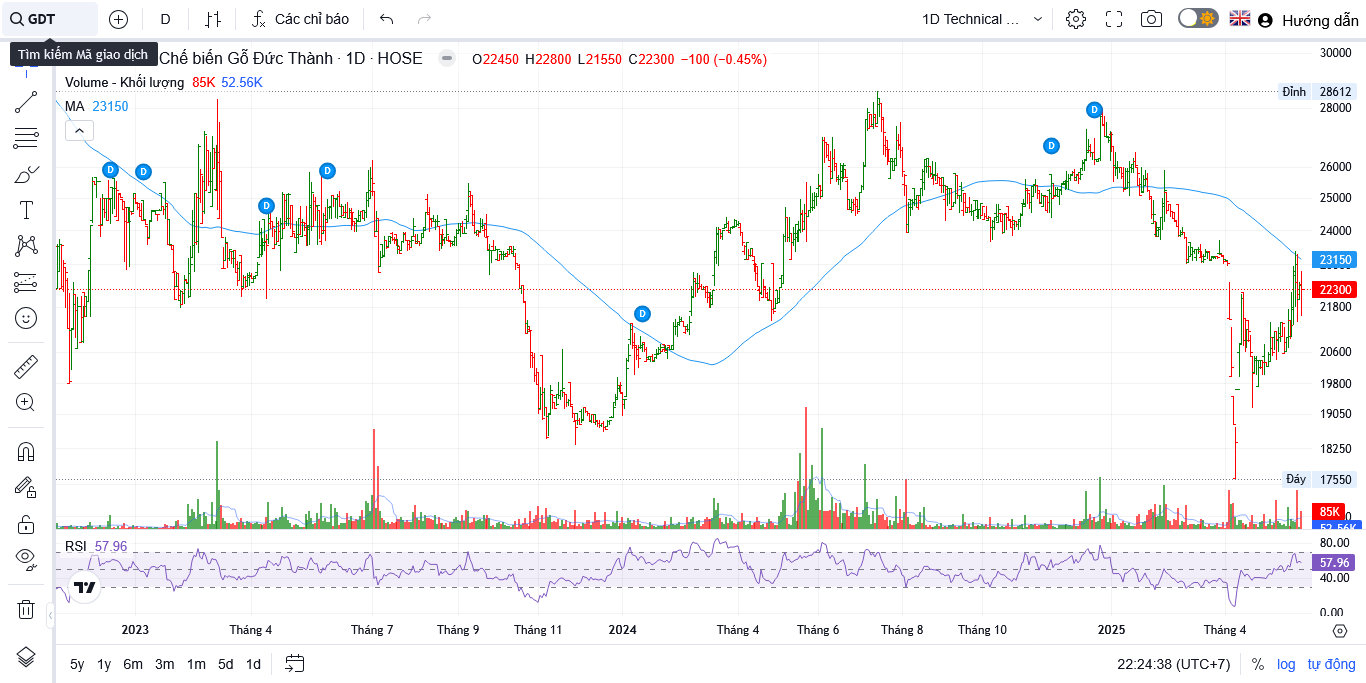 GDT
D
Các chỉ báo
1D Technical ...
Hướng dẫn
Tìm kiếm Mã giao dịch
Chế biến Gỗ Đức Thành · 1D · HOSE
O22450 H22800 L21550 C22300 −100 (−0.45%)
Volume - Khối lượng 85K 52.56K
MA 23150
30000
Đỉnh 28612
28000
D
D
D
D
D
D
D
26000
25000
24000
23150
22300
21800
20600
19800
19050
18250
Đáy 17550
85K
52.56K
RSI 57.96
80.00
57.96
40.00
0.00
2023 Tháng 4 Tháng 7 Tháng 9 Tháng 11 2024 Tháng 4 Tháng 6 Tháng 8 Tháng 10 2025 Tháng 4
5y 1y 6m 3m 1m 5d 1d
22:24:38 (UTC+7) % log tự động